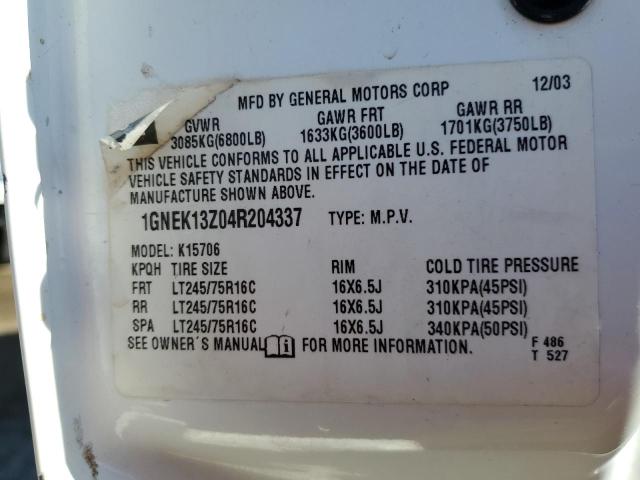 MFD BY GENERAL MOTORS CORP 12/03
GVWR GAWR FRT GAWR RR
3085KG(6800LB) 1633KG(3600LB) 1701KG(3750LB)
THIS VEHICLE CONFORMS TO ALL APPLICABLE U.S. FEDERAL MOTOR
VEHICLE SAFETY STANDARDS IN EFFECT ON THE DATE OF
MANUFACTURE SHOWN ABOVE.
1GNEK13Z04R204337 TYPE: M.P.V.
MODEL: K15706
KPQH TIRE SIZE RIM COLD TIRE PRESSURE
FRT LT245/75R16C 16X6.5J 310KPA(45PSI)
RR LT245/75R16C 16X6.5J 310KPA(45PSI)
SPA LT245/75R16C 16X6.5J 340KPA(50PSI)
SEE OWNER'S MANUAL i FOR MORE INFORMATION. F 486
T 527